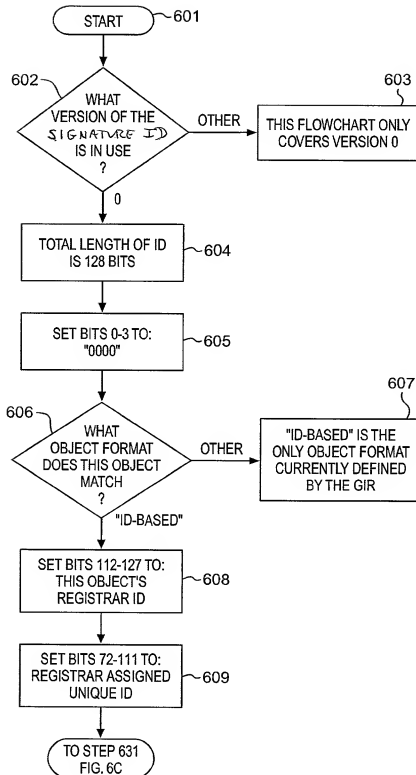 START
601
602
WHAT
VERSION OF THE
SIGNATURE ID
IS IN USE
?
OTHER
603
THIS FLOWCHART ONLY
COVERS VERSION 0
0
TOTAL LENGTH OF ID
IS 128 BITS
604
SET BITS 0-3 TO:
"0000"
605
606
WHAT
OBJECT FORMAT
DOES THIS OBJECT
MATCH
?
OTHER
607
"ID-BASED" IS THE
ONLY OBJECT FORMAT
CURRENTLY DEFINED
BY THE GIR
"ID-BASED"
SET BITS 112-127 TO:
THIS OBJECT'S
REGISTRAR ID
608
SET BITS 72-111 TO:
REGISTRAR ASSIGNED
UNIQUE ID
609
TO STEP 631
FIG. 6C